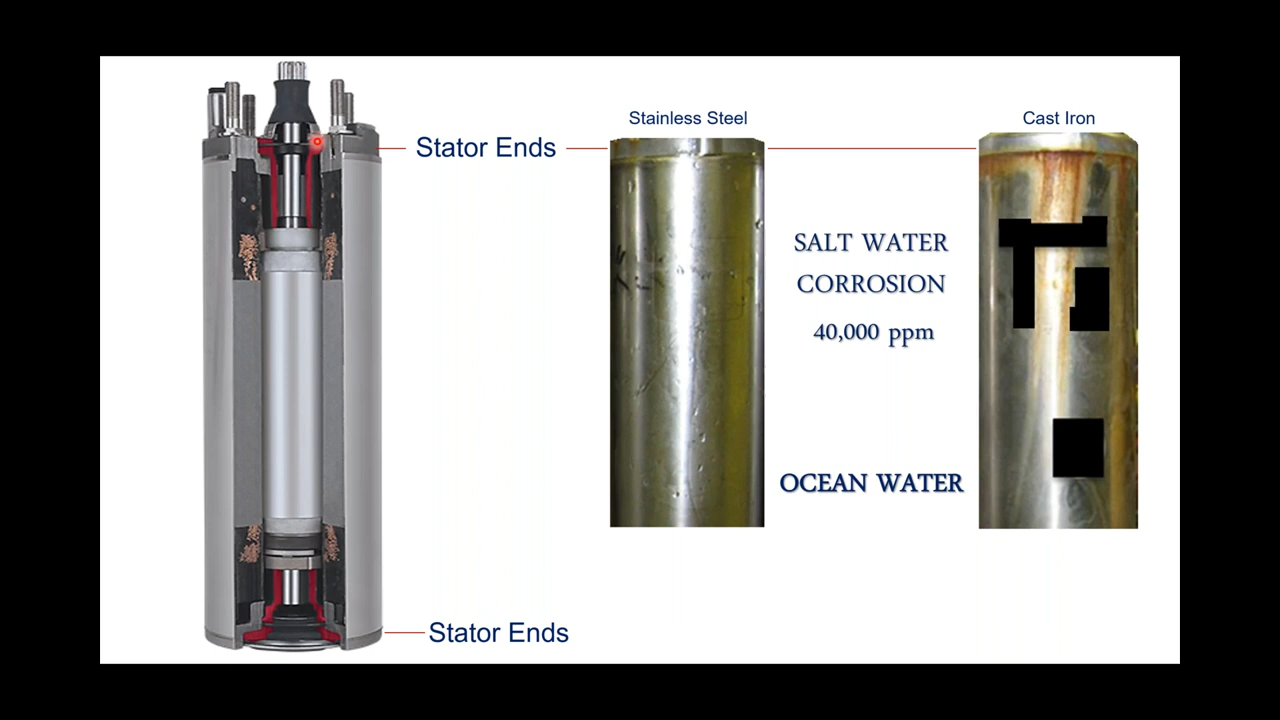 Stator Ends
Stainless Steel
Cast Iron
SALT WATER
CORROSION
40,000 ppm
OCEAN WATER
Stator Ends